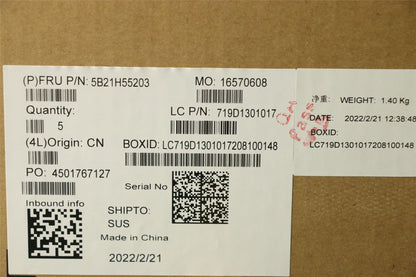 (P)FRU P/N: 5B21H55203
MO: 16570608
Quantity:
5
LC P/N: 719D1301017
(4L)Origin: CN
BOXID: LC719D1301017208100148
PO: 4501767127
Serial No
Inbound info
SHIPTO:
SUS
Made in China
2022/2/21
净重: WEIGHT: 1.40 Kg
DATE: 2022/2/21 12:38:48
BOXID:
LC719D1301017208100148